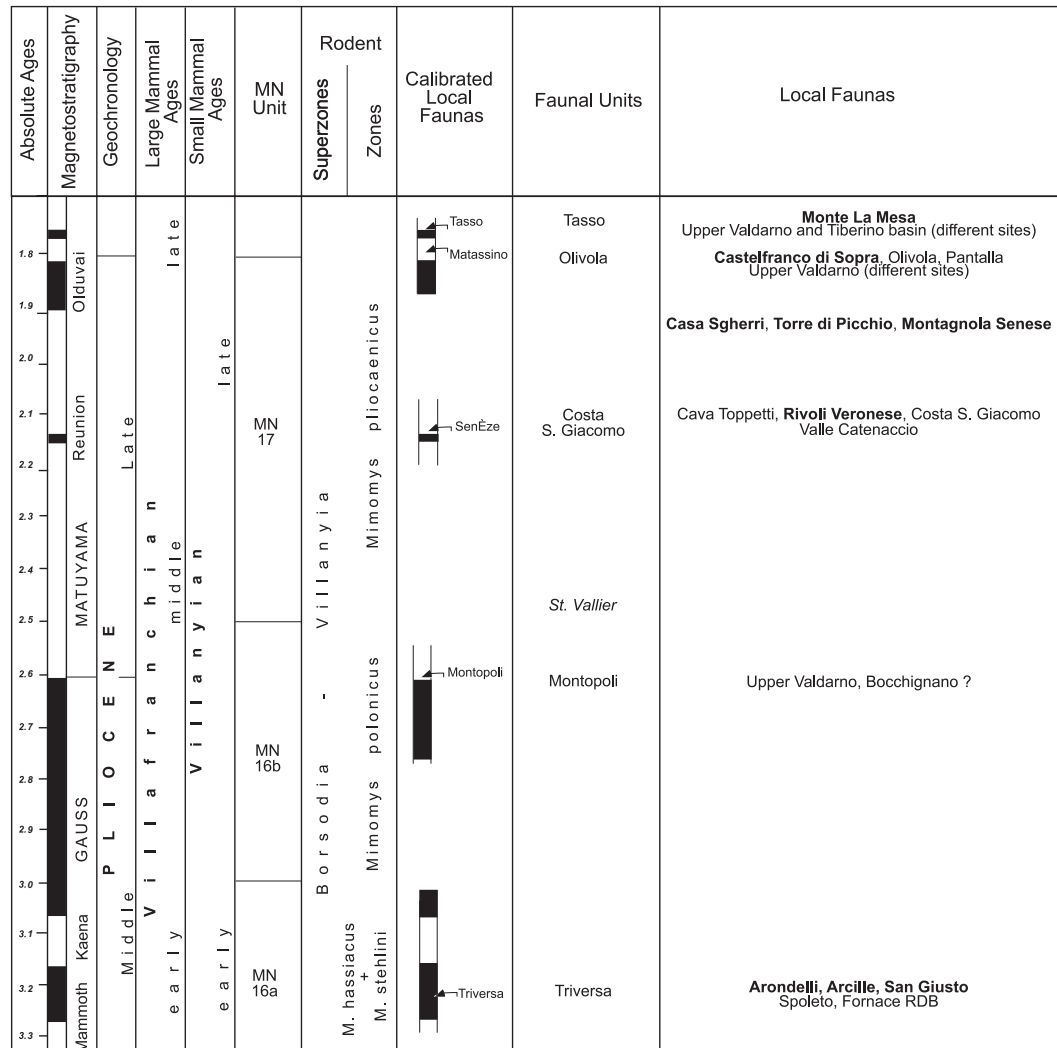 Absolute Ages
Magnetostratigraphy
Geochronology
Large Mammal
Ages
Small Mammal
Ages
MN
Unit
Rodent
Superzones
Zones
Calibrated
Local
Faunas
Faunal Units
Local Faunas
1.8
1.9
2.0
2.1
2.2
2.3
2.4
2.5
2.6
2.7
2.8
2.9
3.0
3.1
3.2
3.3
Olduvai
Reunion
MATUYAMA
GAUSS
Kaena
Mammoth
PLIOCENE
Late
Middle
Villafranchian
late
middle
early
Villanyian
late
early
MN
17
MN
16b
MN
16a
Borsodia - Villanyia
Mimomys pliocaenicus
Mimomys polonicus
M. hassiacus
+
M. stehlini
Tasso
Matassino
SenÈze
Montopoli
Triversa
Tasso
Olivola
Costa
S. Giacomo
St. Vallier
Montopoli
Triversa
Monte La Mesa
Upper Valdarno and Tiberino basin (different sites)
Castelfranco di Sopra, Olivola, Pantalla
Upper Valdarno (different sites)
Casa Sgherri, Torre di Picchio, Montagnola Senese
Cava Toppetti, Rivoli Veronese, Costa S. Giacomo
Valle Catenaccio
Upper Valdarno, Bocchignano ?
Arondelli, Arcille, San Giusto
Spoleto, Fornace RDB